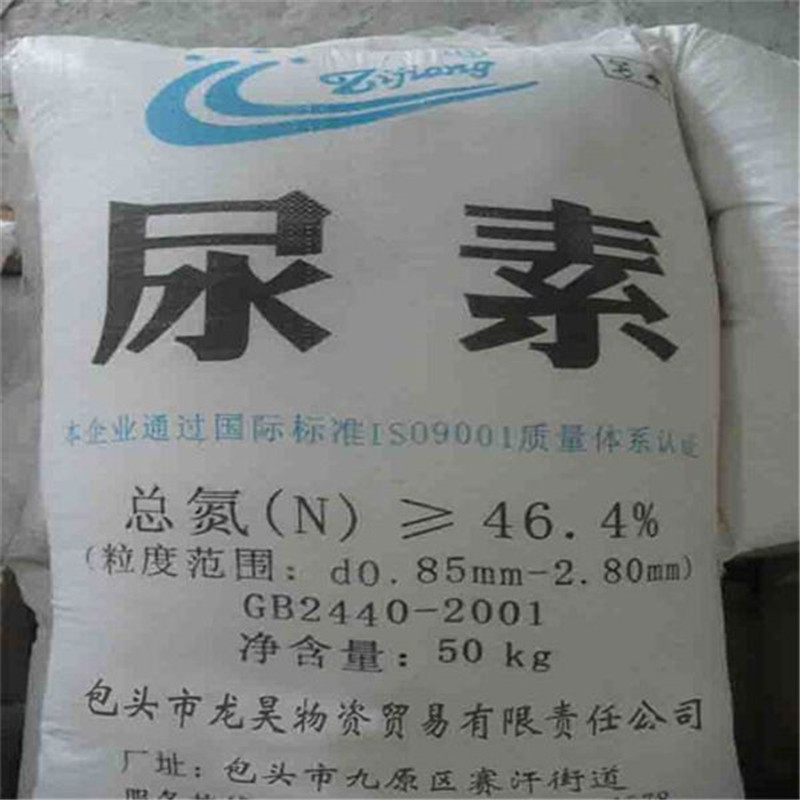 Zijiang
尿素
本企业通过国际标准ISO9001质量体系认证
总氮(N) ≥ 46.4%
(粒度范围: d0.85mm-2.80mm)
GB2440-2001
净含量: 50 kg
包头市龙昊物资贸易有限责任公司
厂址: 包头市九原区赛汗街道